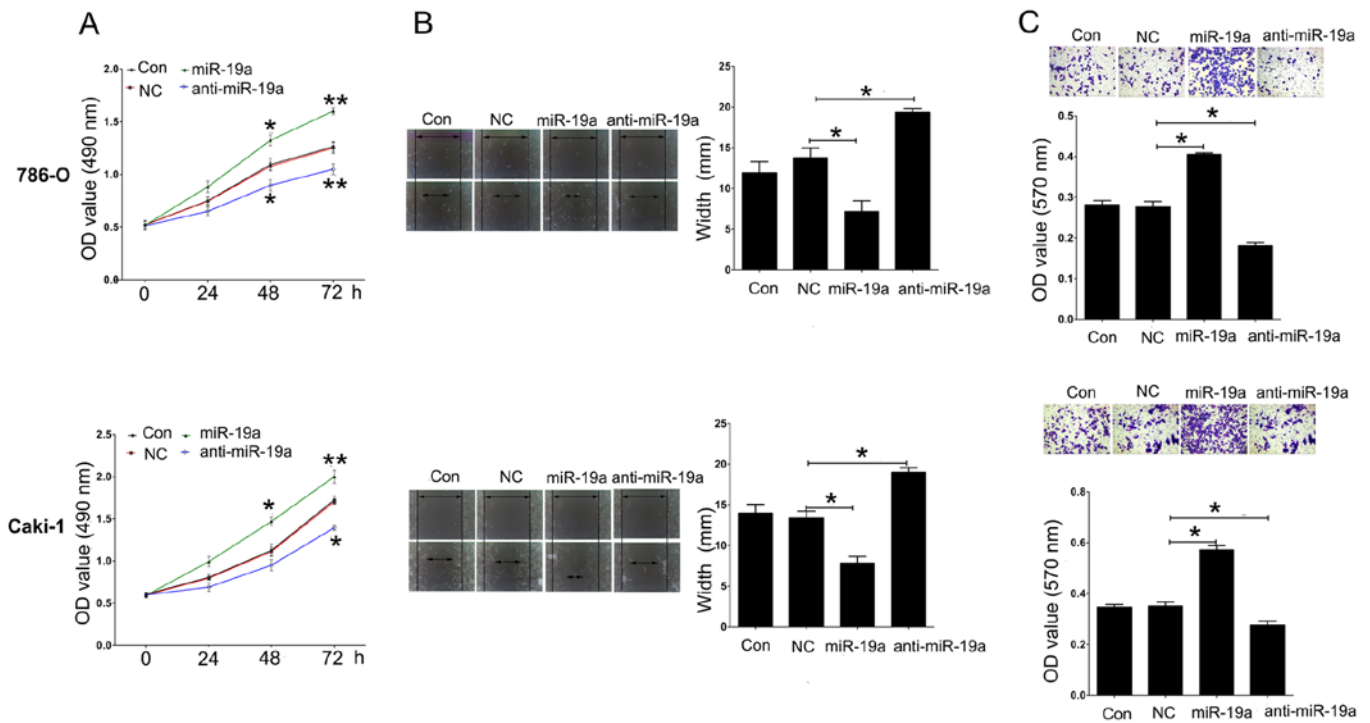 A
Con
miR-19a
NC
anti-miR-19a
786-O
OD value (490 nm)
2.0
1.5
1.0
0.5
0.0
*
**
*
**
0
24
48
72
h
B
Con
NC
miR-19a
anti-miR-19a
Width (mm)
25
20
15
10
5
0
*
*
Con
NC
miR-19a
anti-miR-19a
C
Con
NC
miR-19a
anti-miR-19a
OD value (570 nm)
0.5
0.4
0.3
0.2
0.1
0.0
*
*
Con
NC
miR-19a
anti-miR-19a
Con
miR-19a
NC
anti-miR-19a
Caki-1
OD value (490 nm)
2.5
2.0
1.5
1.0
0.5
0.0
*
**
*
0
24
48
72
h
Con
NC
miR-19a
anti-miR-19a
Width (mm)
25
20
15
10
5
0
*
*
Con
NC
miR-19a
anti-miR-19a
Con
NC
miR-19a
anti-miR-19a
OD value (570 nm)
0.8
0.6
0.4
0.2
0.0
*
*
Con
NC
miR-19a
anti-miR-19a